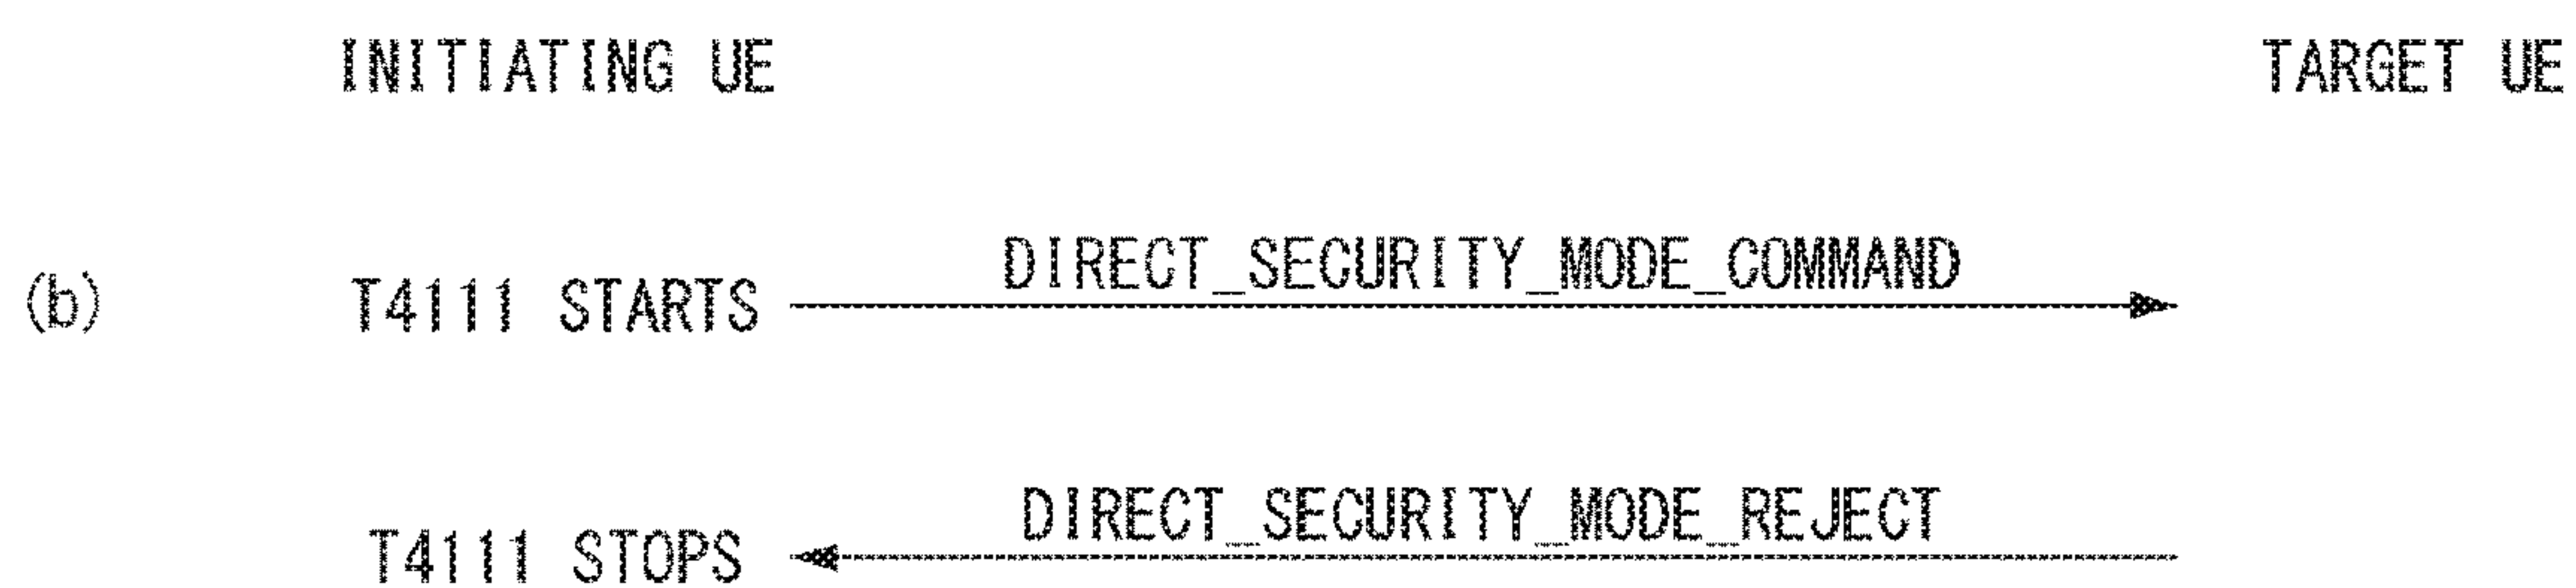 INITIATING UE TARGET UE
DIRECT_SECURITY_MODE_COMMAND
(b) T4111 STARTS
DIRECT_SECURITY_MODE_REJECT
T4111 STOPS